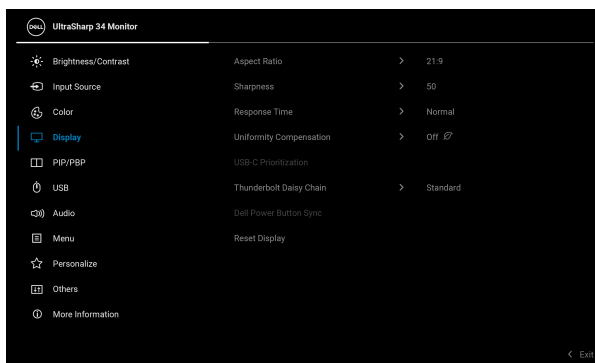 DELL UltraSharp 34 Monitor
Brightness/Contrast Aspect Ratio > 21:9
Input Source Sharpness > 50
Color Response Time > Normal
Display Uniformity Compensation > Off
PIP/PBP USB-C Prioritization
USB Thunderbolt Daisy Chain > Standard
Audio Dell Power Button Sync
Menu Reset Display
Personalize
Others
More Information
< Exit